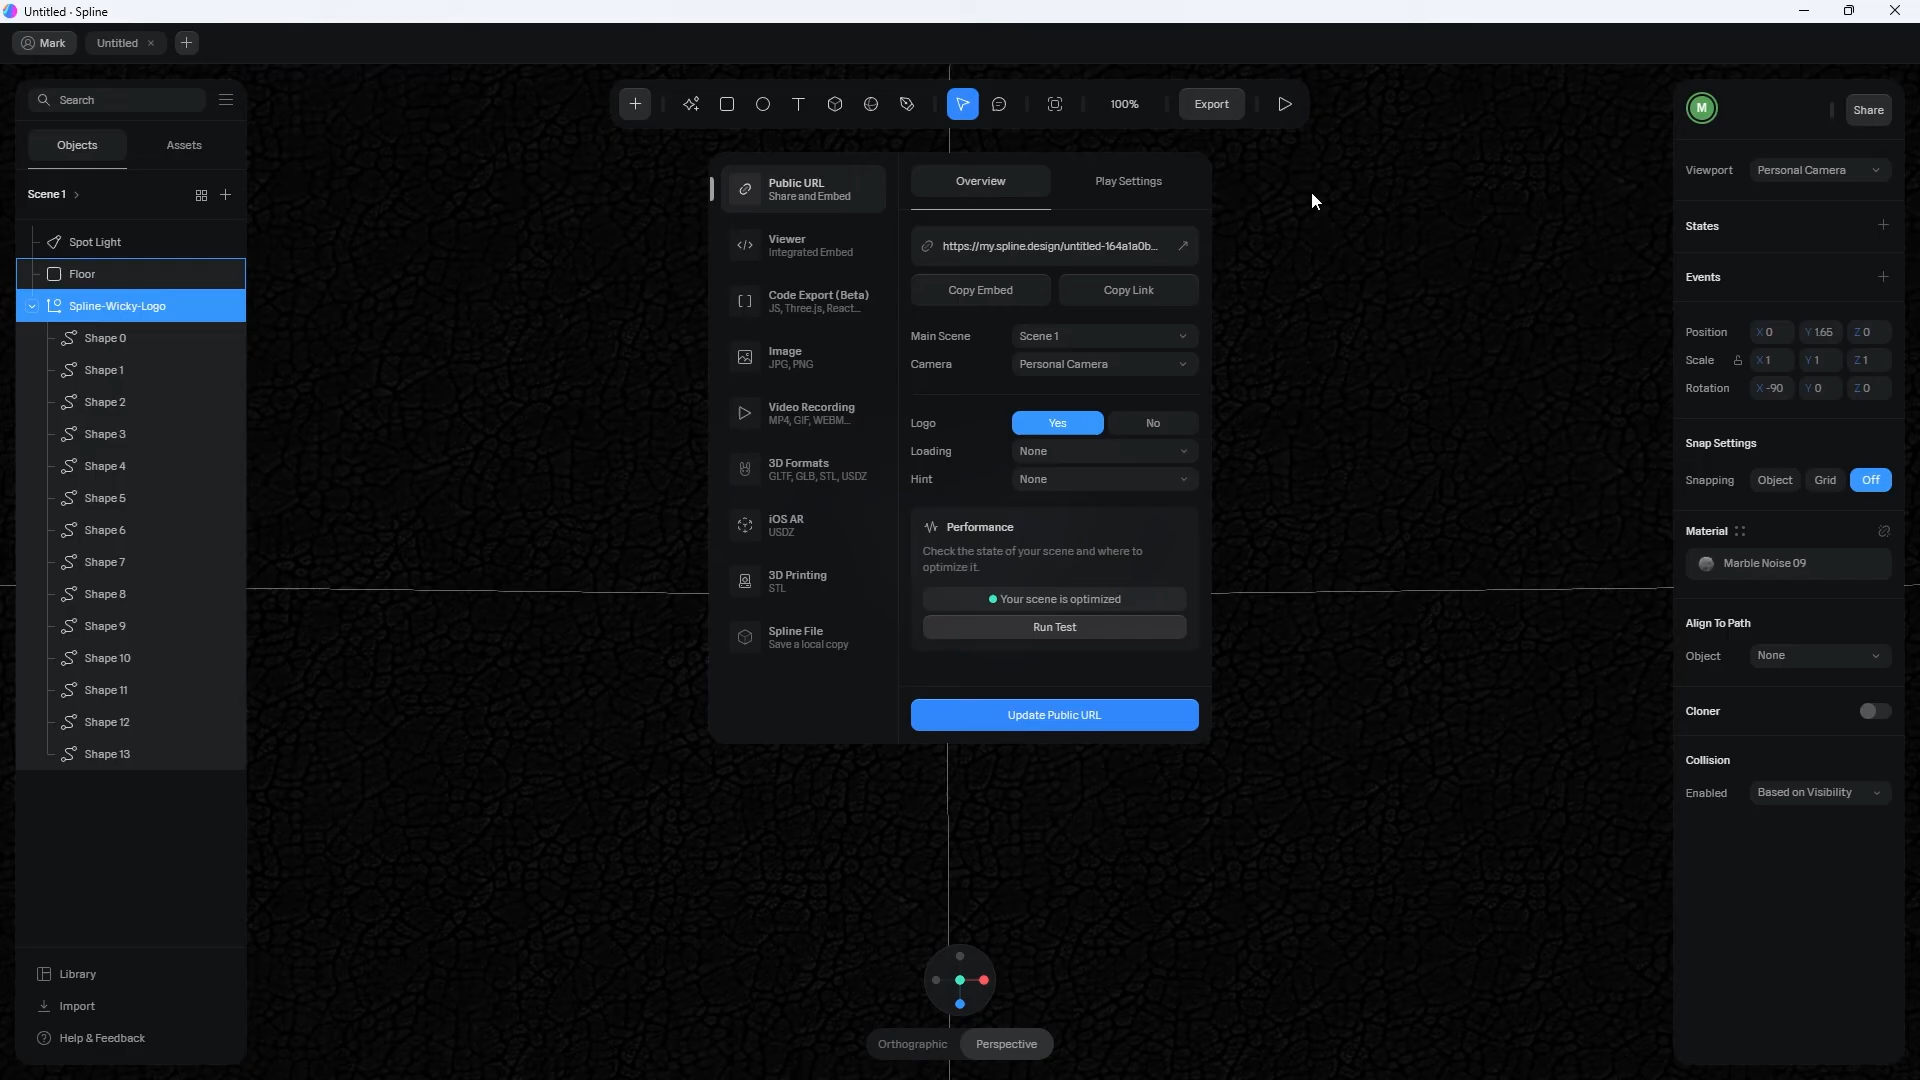 Untitled - Spline
Mark
Untitled
Search
Objects
Assets
Scene 1
Spot Light
Floor
Spline-Wicky-Logo
Shape 0
Shape 1
Shape 2
Shape 3
Shape 4
Shape 5
Shape 6
Shape 7
Shape 8
Shape 9
Shape 10
Shape 11
Shape 12
Shape 13
Library
Import
Help & Feedback
100%
Export
Public URL
Share and Embed
Viewer
Integrated Embed
Code Export (Beta)
JS, Three.js, React...
Image
JPG, PNG
Video Recording
MP4, GIF, WEBM...
3D Formats
GLTF, GLB, STL, USDZ
iOS AR
USDZ
3D Printing
STL
Spline File
Save a local copy
Overview
Play Settings
https://my.spline.design/untitled-164a1a0b...
Copy Embed
Copy Link
Main Scene
Scene 1
Camera
Personal Camera
Logo
Yes
No
Loading
None
Hint
None
Performance
Check the state of your scene and where to
optimize it.
Your scene is optimized
Run Test
Update Public URL
Orthographic
Perspective
M
Share
Viewport
Personal Camera
States
Events
Position
X 0
Y 1.65
Z 0
Scale
X 1
Y 1
Z 1
Rotation
X -90
Y 0
Z 0
Snap Settings
Snapping
Object
Grid
Off
Material
Marble Noise 09
Align To Path
Object
None
Cloner
Collision
Enabled
Based on Visibility